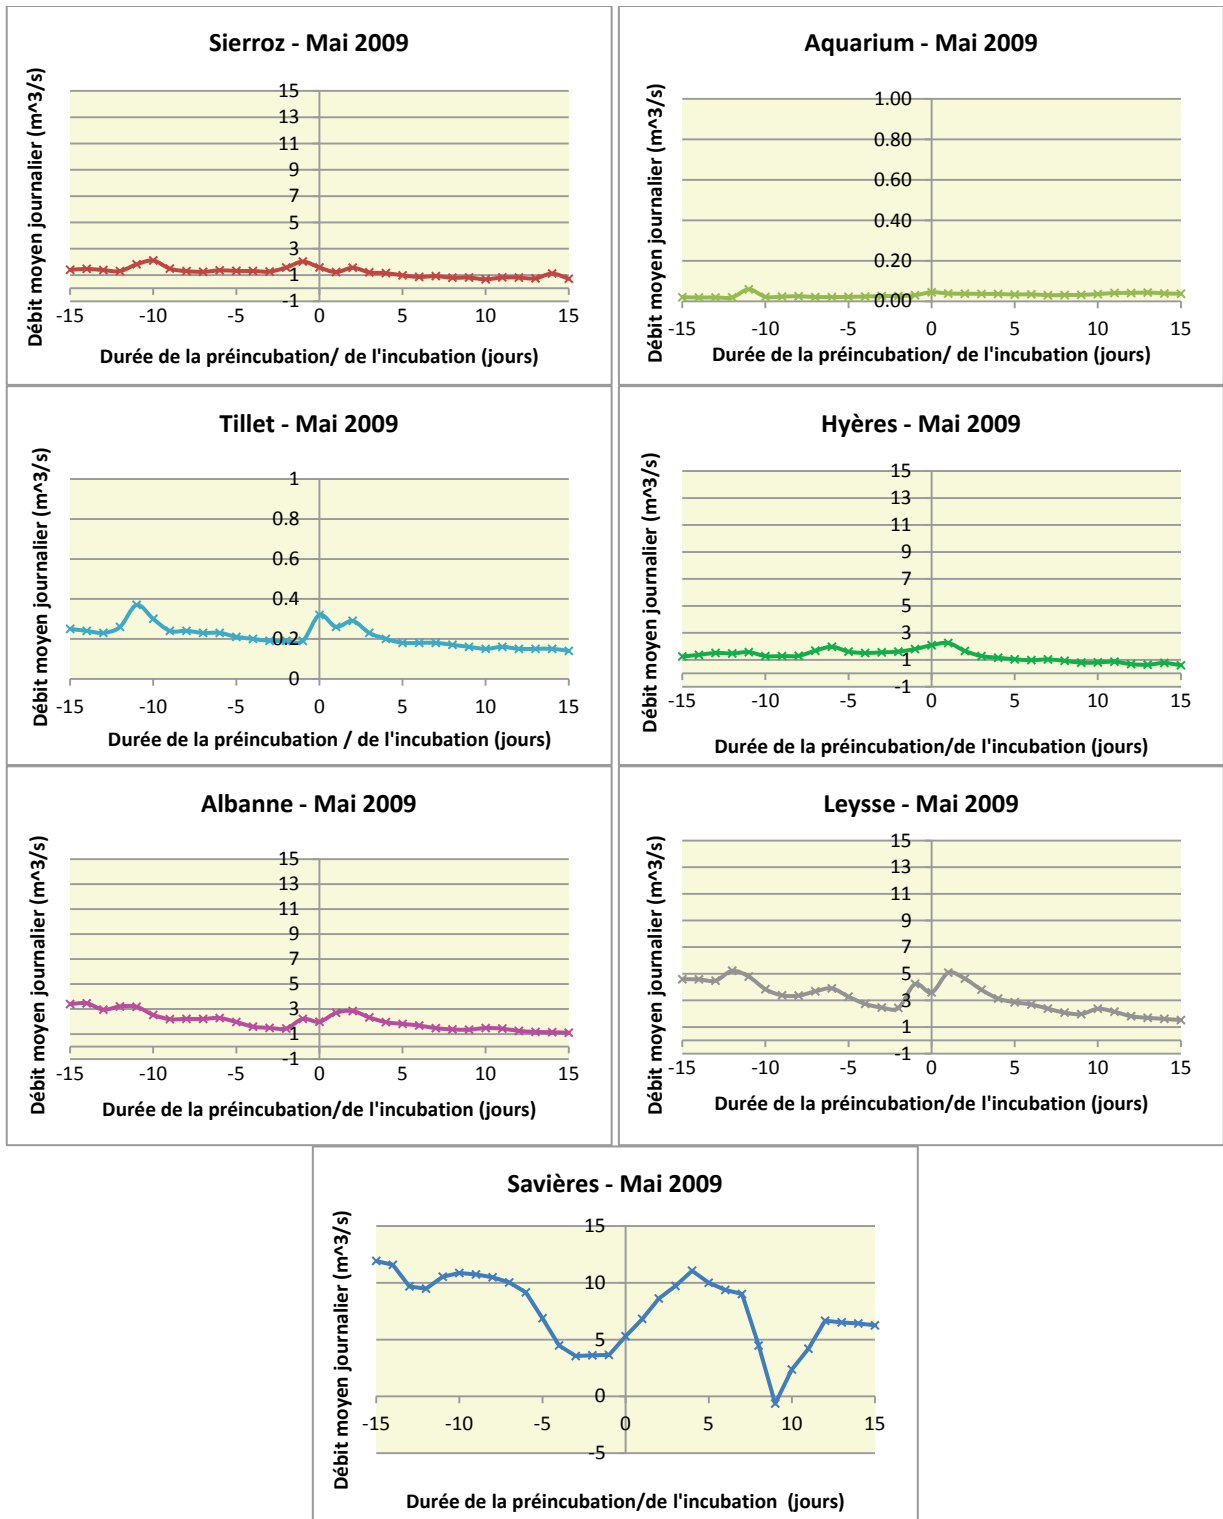 Sierroz - Mai 2009
Débit moyen journalier (m^3/s)
15
13
11
9
7
5
3
1
-1
-15 -10 -5 0 5 10 15
Durée de la préincubation/ de l'incubation (jours)
Aquarium - Mai 2009
Débit moyen journalier (m^3/s)
1.00
0.80
0.60
0.40
0.20
0.00
-15 -10 -5 0 5 10 15
Durée de la préincubation/ de l'incubation (jours)
Tillet - Mai 2009
Débit moyen journalier (m^3/s)
1
0.8
0.6
0.4
0.2
0
-15 -10 -5 0 5 10 15
Durée de la préincubation / de l'incubation (jours)
Hyères - Mai 2009
Débit moyen journalier (m^3/s)
15
13
11
9
7
5
3
1
-1
-15 -10 -5 0 5 10 15
Durée de la préincubation/de l'incubation (jours)
Albanne - Mai 2009
Débit moyen journalier (m^3/s)
15
13
11
9
7
5
3
1
-1
-15 -10 -5 0 5 10 15
Durée de la préincubation/de l'incubation (jours)
Leysse - Mai 2009
Débit moyen journalier (m^3/s)
15
13
11
9
7
5
3
1
-1
-15 -10 -5 0 5 10 15
Durée de la préincubation/de l'incubation (jours)
Savières - Mai 2009
Débit moyen journalier (m^3/s)
15
10
5
0
-5
-15 -10 -5 0 5 10 15
Durée de la préincubation/de l'incubation (jours)